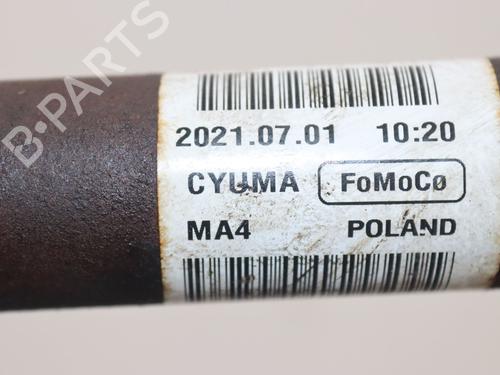 B-PARTS
2021.07.01 10:20
CYUMA FoMoCo
MA4 POLAND